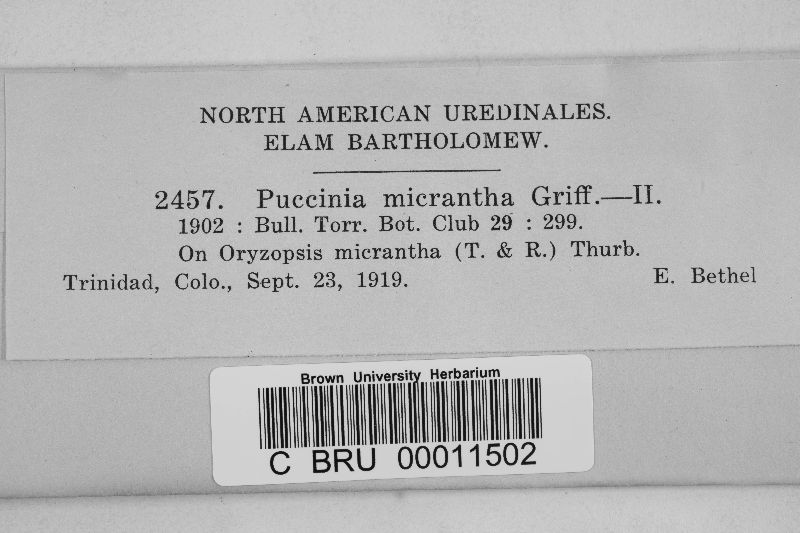 NORTH AMERICAN UREDINALES.
ELAM BARTHOLOMEW.
2457. Puccinia micrantha Griff.—II.
1902 : Bull. Torr. Bot. Club 29 : 299.
On Oryzopsis micrantha (T. & R.) Thurb.
Trinidad, Colo., Sept. 23, 1919. E. Bethel
Brown University Herbarium
C BRU 00011502